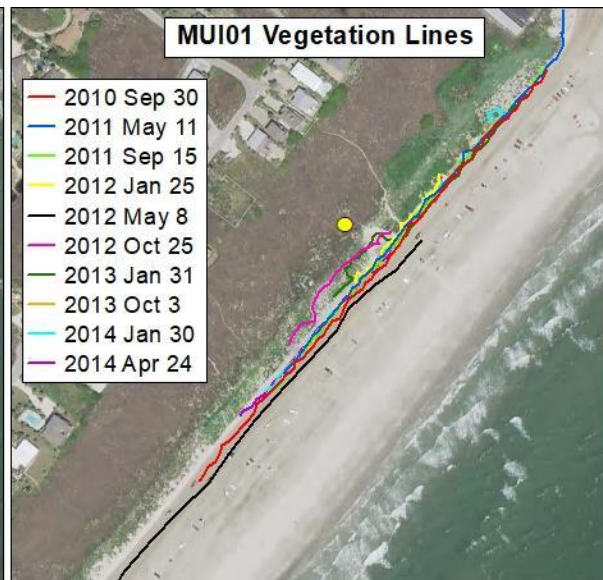 MUI01 Vegetation Lines
2010 Sep 30
2011 May 11
2011 Sep 15
2012 Jan 25
2012 May 8
2012 Oct 25
2013 Jan 31
2013 Oct 3
2014 Jan 30
2014 Apr 24